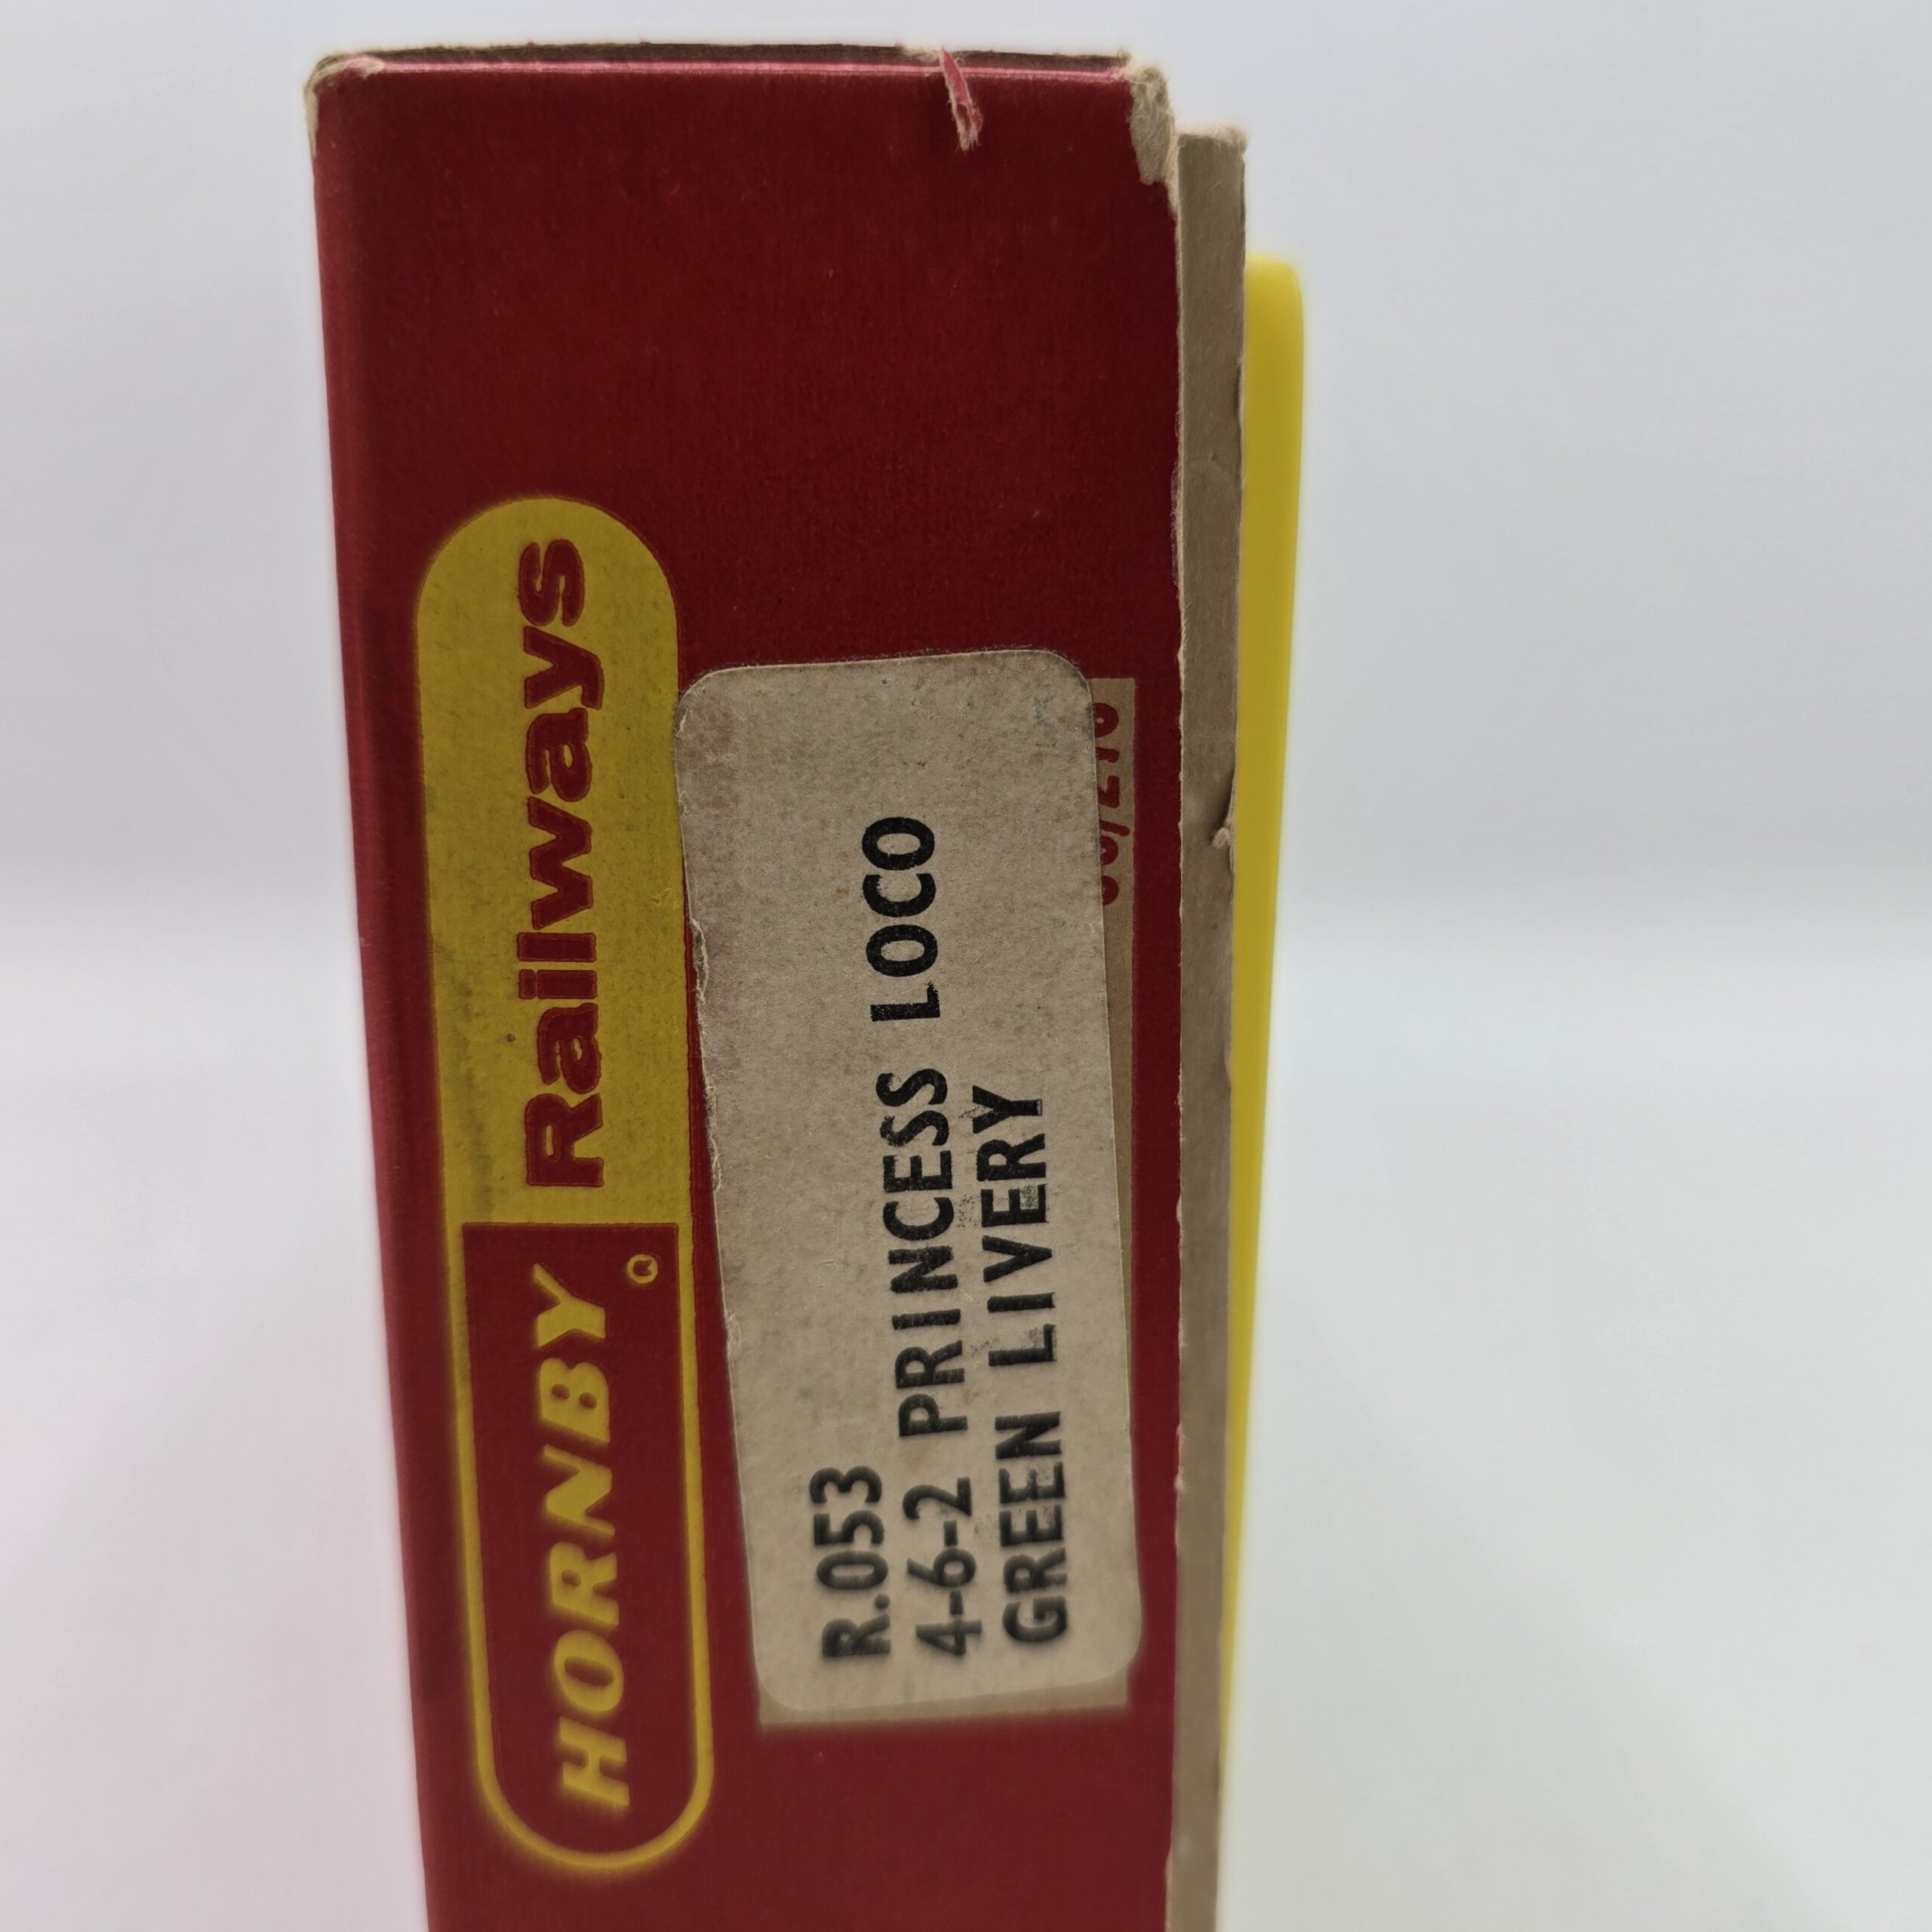 HORNBY Railways
R.053
4-6-2 PRINCESS LOCO
GREEN LIVERY